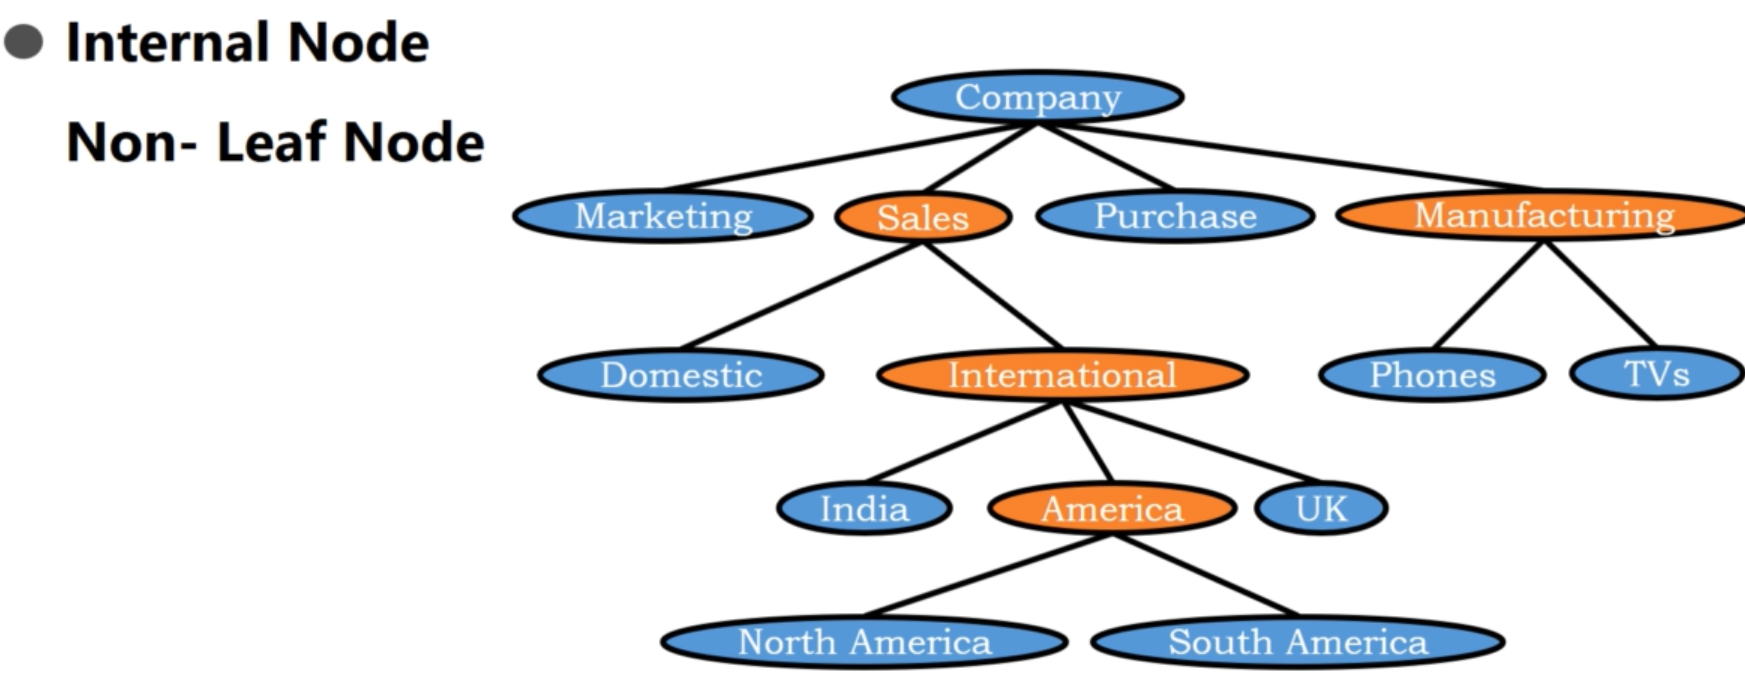 Internal Node
Non- Leaf Node
Company
Marketing Sales Purchase Manufacturing
Domestic International Phones TVs
India America UK
North America South America